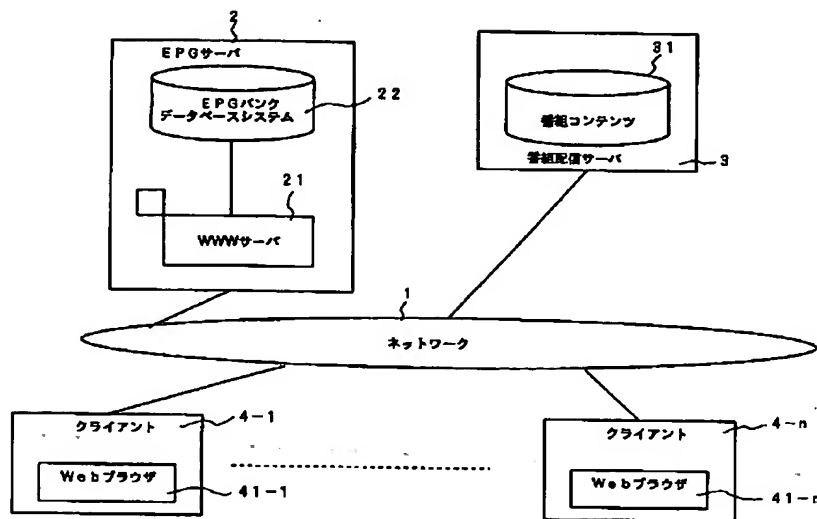 2
EPGサーバ
EPGバンク
データベースシステム
22
21
WWWサーバ
31
番組コンテンツ
番組配信サーバ
3
1
ネットワーク
クライアント
4-1
Webブラウザ
41-1
クライアント
4-n
Webブラウザ
41-n